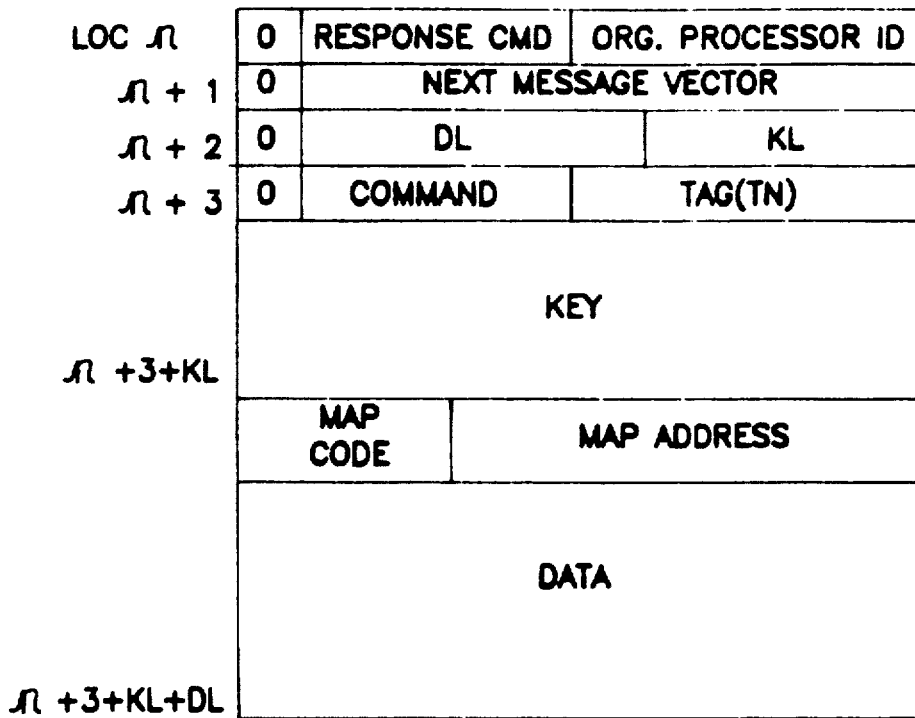 LOC n 0 RESPONSE CMD ORG. PROCESSOR ID
n + 1 0 NEXT MESSAGE VECTOR
n + 2 0 DL KL
n + 3 0 COMMAND TAG(TN)
KEY
n +3+KL
MAP CODE MAP ADDRESS
DATA
n +3+KL+DL